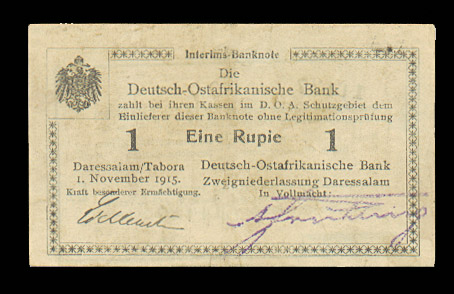 Interims-Banknote
Die
Deutsch-Ostafrikanische Bank
zahlt bei ihren Kassen im D. O. A. Schutzgebiet dem
Einlieferer dieser Banknote ohne Legitimationsprüfung
1 Eine Rupie 1
Daressalam/Tabora
1. November 1915.
Kraft besonderer Ermächtigung.
Deutsch-Ostafrikanische Bank
Zweigniederlassung Daressalam
In Vollmacht: